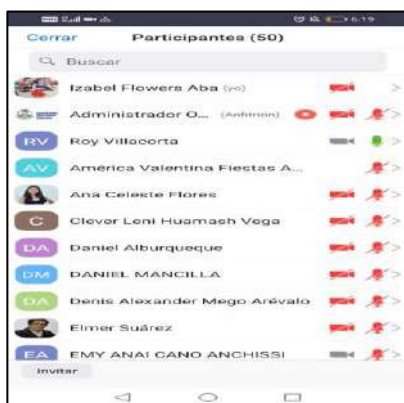 6:19
Cerrar Participantes (50)
Buscar
Izabel Flowers Aba (yo)
Administrador O... (Anfitrión)
RV Roy Villacorta
AV América Valentina Fiestas A...
Ana Celeste Flores
C Clever Leni Huamash Vega
DA Daniel Alburqueque
DM DANIEL MANCILLA
DA Denis Alexander Mego Arévalo
Elmer Suárez
EA EMY ANAI CANO ANCHISSI
Invitar